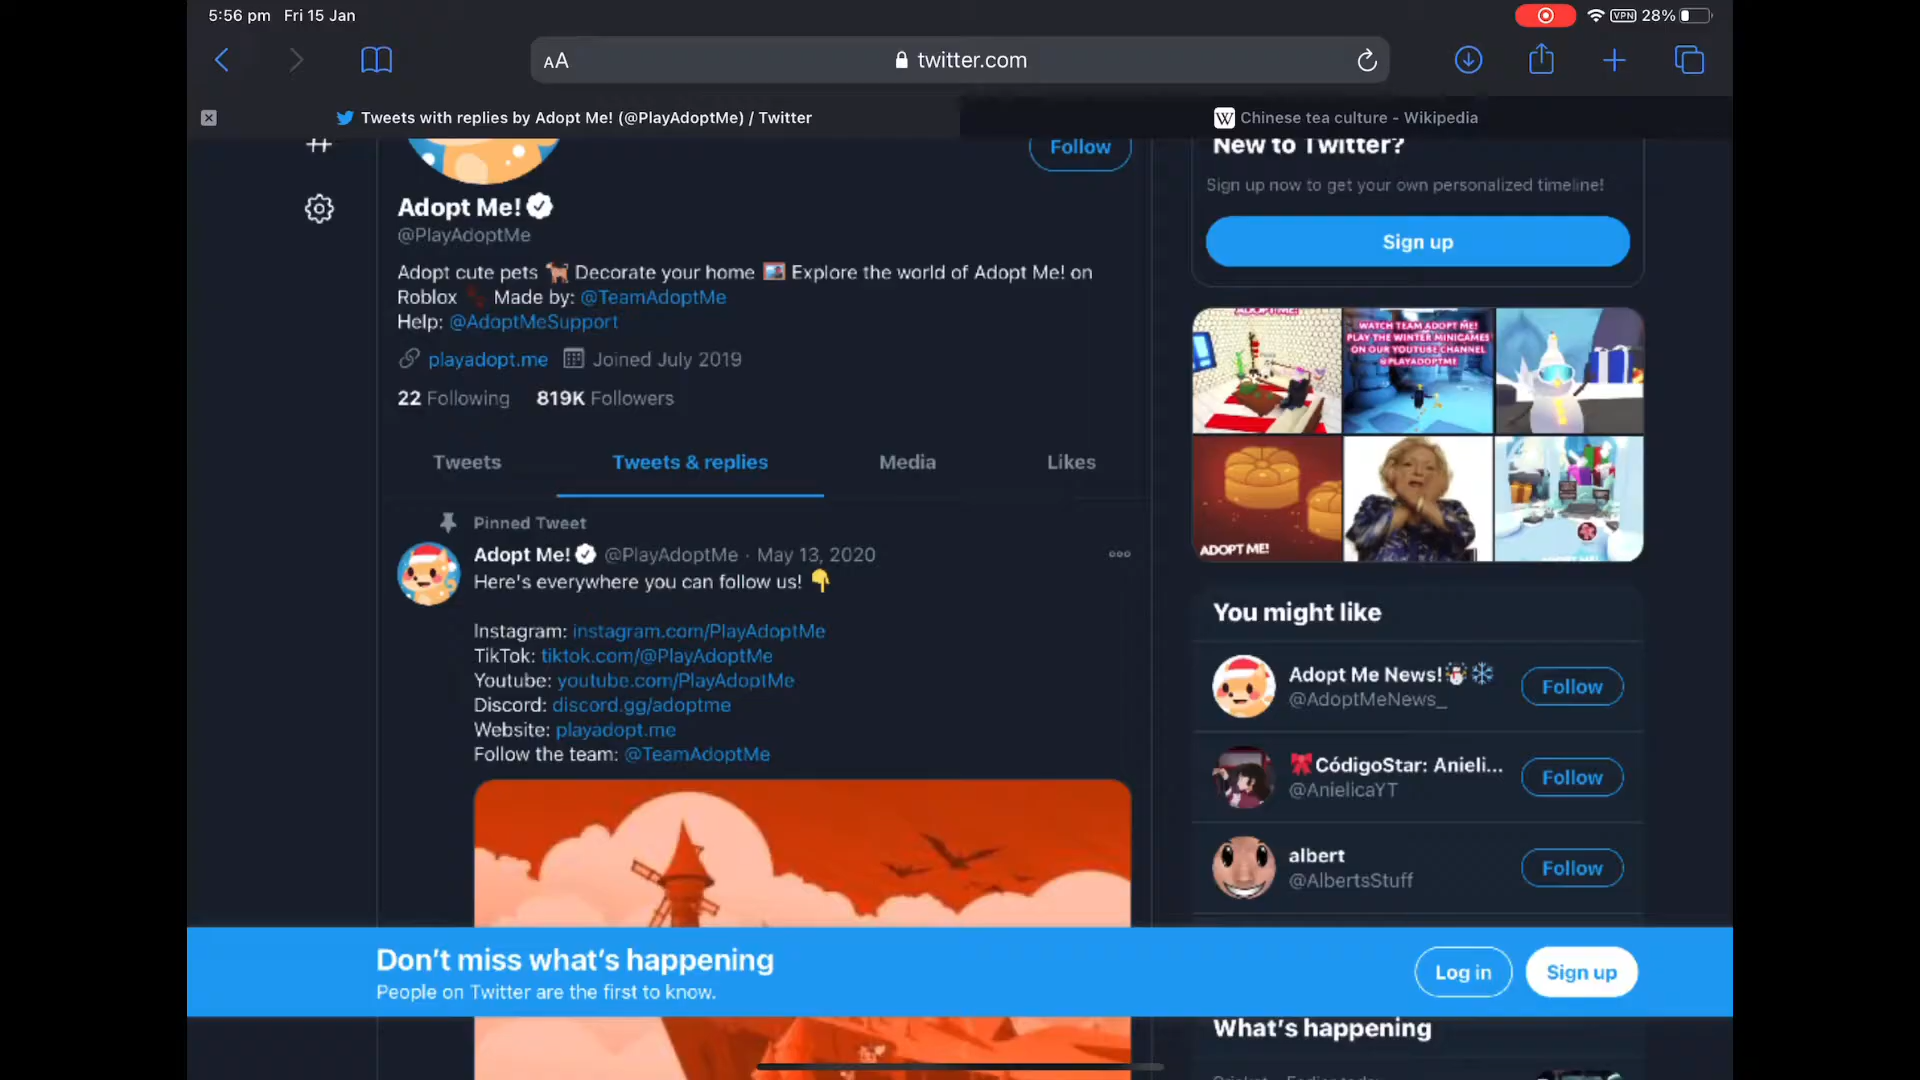 5:56 pm Fri 15 Jan
VPN 28%
AA
twitter.com
Tweets with replies by Adopt Me! (@PlayAdoptMe) / Twitter
W Chinese tea culture - Wikipedia
Follow
Adopt Me!
@PlayAdoptMe
Adopt cute pets 🐕 Decorate your home 🖼️ Explore the world of Adopt Me! on
Roblox Made by: @TeamAdoptMe
Help: @AdoptMeSupport
playadopt.me Joined July 2019
22 Following 819K Followers
Tweets Tweets & replies Media Likes
Pinned Tweet
Adopt Me! @PlayAdoptMe · May 13, 2020
Here's everywhere you can follow us! 👇
Instagram: instagram.com/PlayAdoptMe
TikTok: tiktok.com/@PlayAdoptMe
Youtube: youtube.com/PlayAdoptMe
Discord: discord.gg/adoptme
Website: playadopt.me
Follow the team: @TeamAdoptMe
New to Twitter?
Sign up now to get your own personalized timeline!
Sign up
ADOPT ME!
WATCH TEAM ADOPT ME!
PLAY THE WINTER MINIGAMES
ON OUR YOUTUBE CHANNEL
@PLAYADOPTME
ADOPT ME!
You might like
Adopt Me News!⛄❄
@AdoptMeNews_
Follow
🎀CódigoStar: Anieli...
@AnielicaYT
Follow
albert
@AlbertsStuff
Follow
Don't miss what's happening
People on Twitter are the first to know.
Log in
Sign up
What's happening